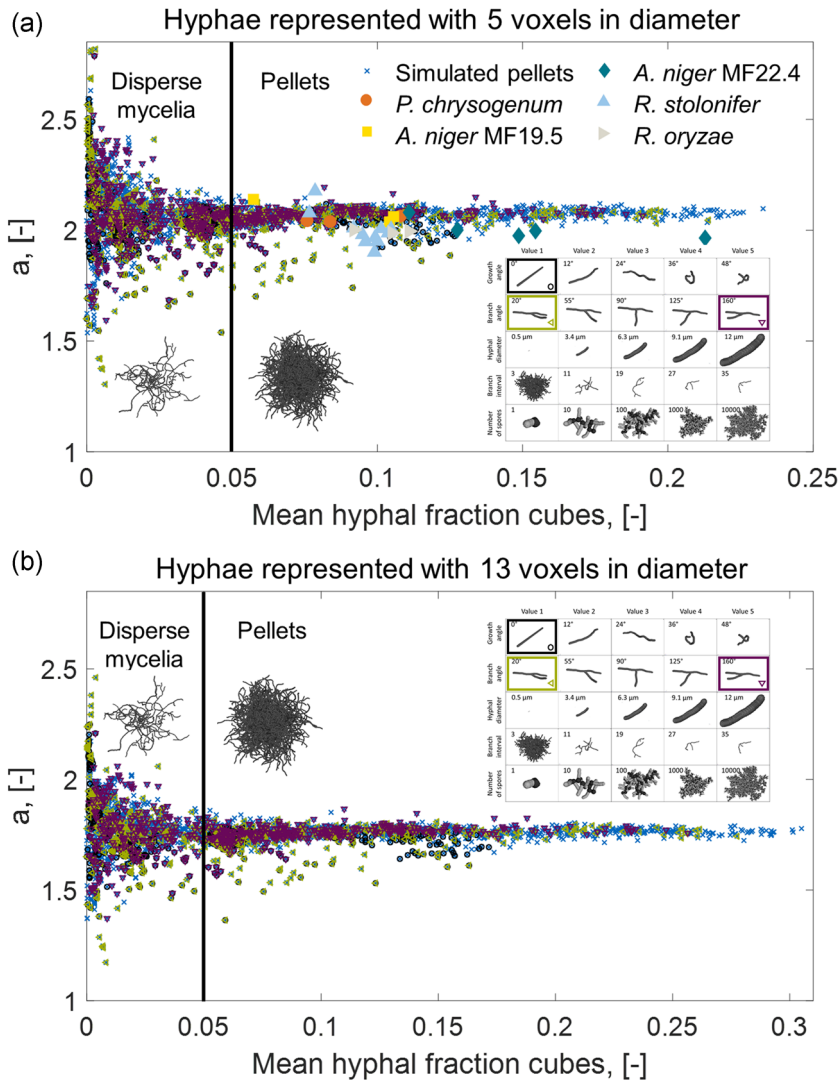 (a)
Hyphae represented with 5 voxels in diameter
Disperse
mycelia
Pellets
Simulated pellets
P. chrysogenum
A. niger MF19.5
A. niger MF22.4
R. stolonifer
R. oryzae
2.5
2
1.5
1
a, [-]
Value 1 Value 2 Value 3 Value 4 Value 5
Growth
angle
0° 12° 24° 36° 48°
Branch
angle
20° 55° 90° 125° 160°
Hyphal
diameter
0.5 µm 3.4 µm 6.3 µm 9.1 µm 12 µm
Branch
interval
3 11 19 27 35
Number
of spores
1 10 100 1000 10000
0 0.05 0.1 0.15 0.2 0.25
Mean hyphal fraction cubes, [-]
(b)
Hyphae represented with 13 voxels in diameter
Disperse
mycelia
Pellets
2.5
2
1.5
1
a, [-]
Value 1 Value 2 Value 3 Value 4 Value 5
Growth
angle
0° 12° 24° 36° 48°
Branch
angle
20° 55° 90° 125° 160°
Hyphal
diameter
0.5 µm 3.4 µm 6.3 µm 9.1 µm 12 µm
Branch
interval
3 11 19 27 35
Number
of spores
1 10 100 1000 10000
0 0.05 0.1 0.15 0.2 0.25 0.3
Mean hyphal fraction cubes, [-]